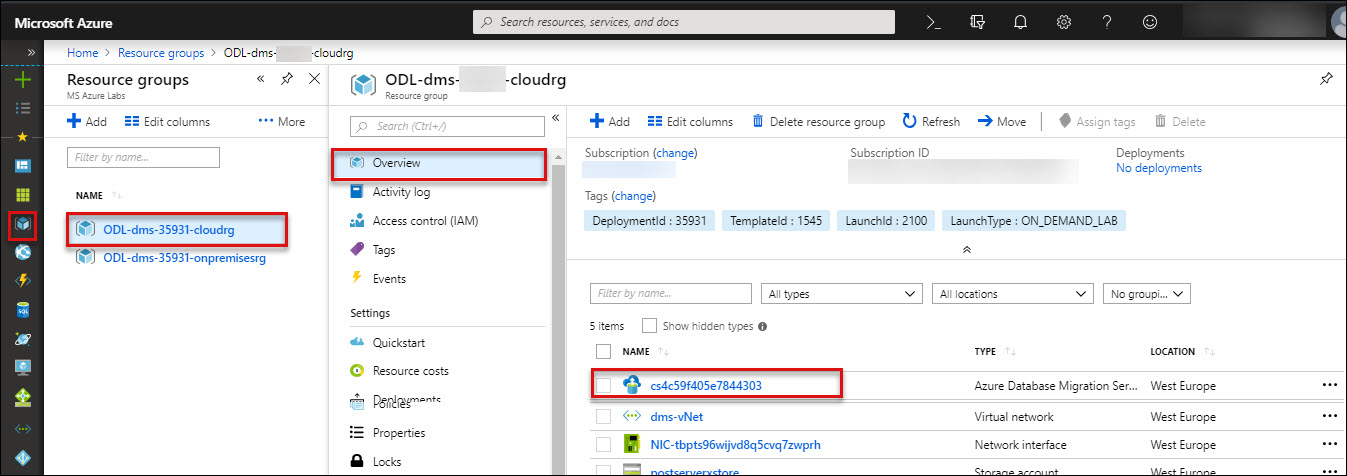 Microsoft Azure
Search resources, services, and docs
Home > Resource groups > ODL-dms- -cloudrg
Resource groups
MS Azure Labs
Add Edit columns More
Filter by name...
NAME
ODL-dms-35931-cloudrg
ODL-dms-35931-onpremisesrg
ODL-dms- -cloudrg
Resource group
Search (Ctrl+/)
Overview
Activity log
Access control (IAM)
Tags
Events
Settings
Quickstart
Resource costs
Deployments
Policies
Properties
Locks
Add Edit columns Delete resource group Refresh Move Assign tags Delete
Subscription (change) Subscription ID Deployments
No deployments
Tags (change)
DeploymentId : 35931 TemplateId : 1545 LaunchId : 2100 LaunchType : ON_DEMAND_LAB
Filter by name... All types All locations No groupi...
5 items Show hidden types
NAME TYPE LOCATION
cs4c59f405e7844303 Azure Database Migration Ser... West Europe
dms-vNet Virtual network West Europe
NIC-tbpts96wijvd8q5cvq7zwprh Network interface West Europe
postserverxstore Storage account West Europe